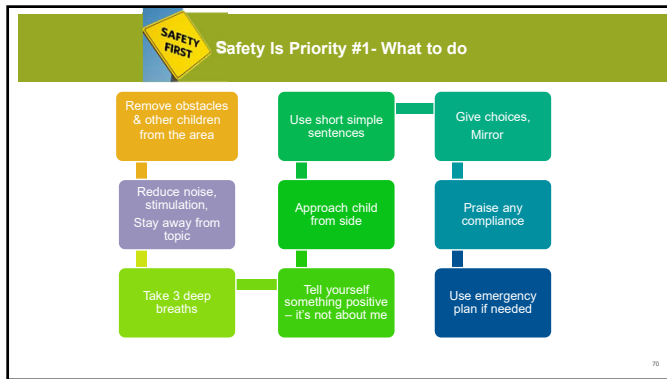 SAFETY
FIRST
Safety Is Priority #1- What to do
Remove obstacles
& other children
from the area
Reduce noise,
stimulation,
Stay away from
topic
Take 3 deep
breaths
Tell yourself
something positive
– it's not about me
Approach child
from side
Use short simple
sentences
Give choices,
Mirror
Praise any
compliance
Use emergency
plan if needed
70